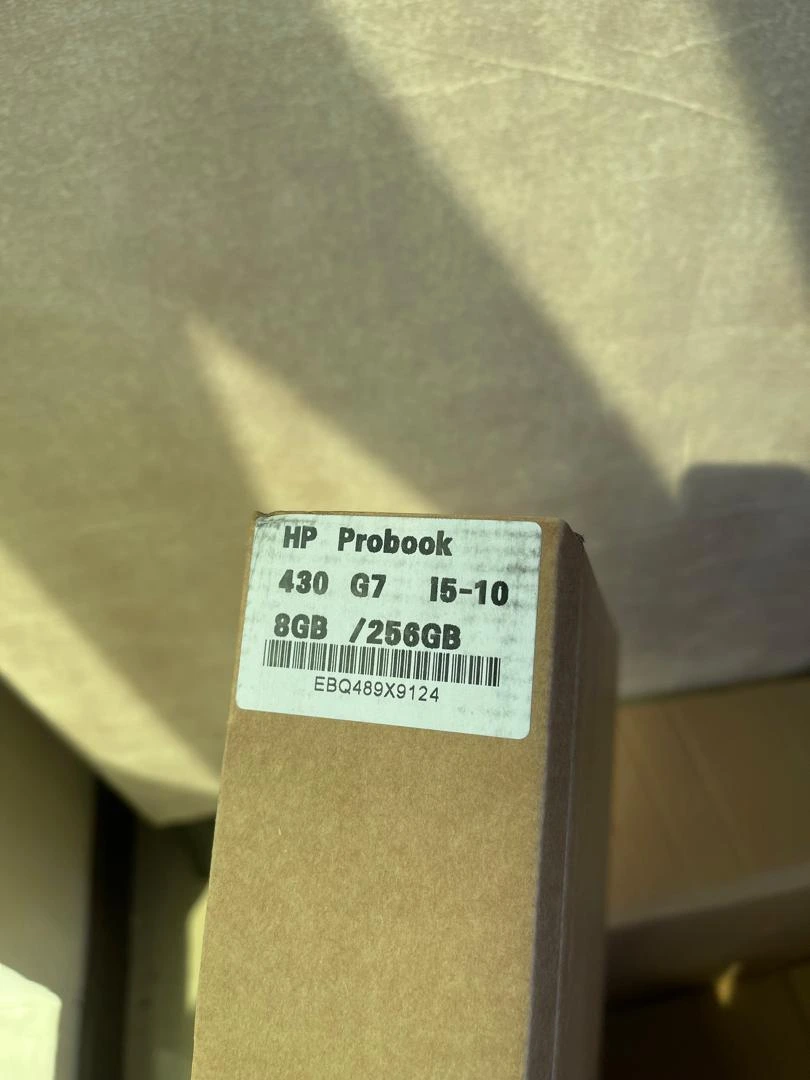 HP Probook
430 G7 I5-10
8GB /256GB
EBQ489X9124